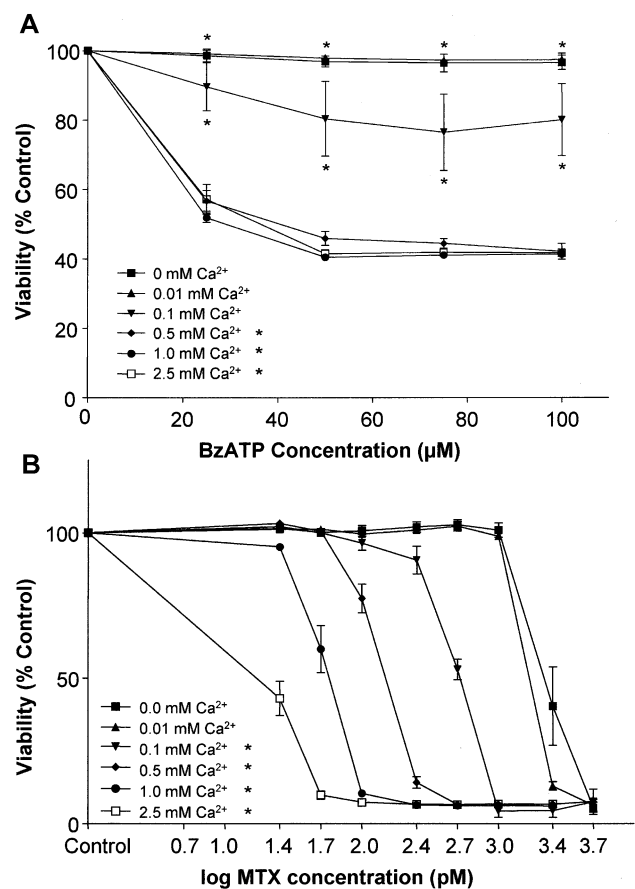 A
* * * *
100
80
* * * *
60
Viability (% Control)
40
20
0
0 mM Ca²⁺
0.01 mM Ca²⁺
0.1 mM Ca²⁺
0.5 mM Ca²⁺ *
1.0 mM Ca²⁺ *
2.5 mM Ca²⁺ *
0 20 40 60 80 100
BzATP Concentration (µM)
B
100
50
0
Viability (% Control)
0.0 mM Ca²⁺
0.01 mM Ca²⁺
0.1 mM Ca²⁺ *
0.5 mM Ca²⁺ *
1.0 mM Ca²⁺ *
2.5 mM Ca²⁺ *
Control 0.7 1.0 1.4 1.7 2.0 2.4 2.7 3.0 3.4 3.7
log MTX concentration (pM)